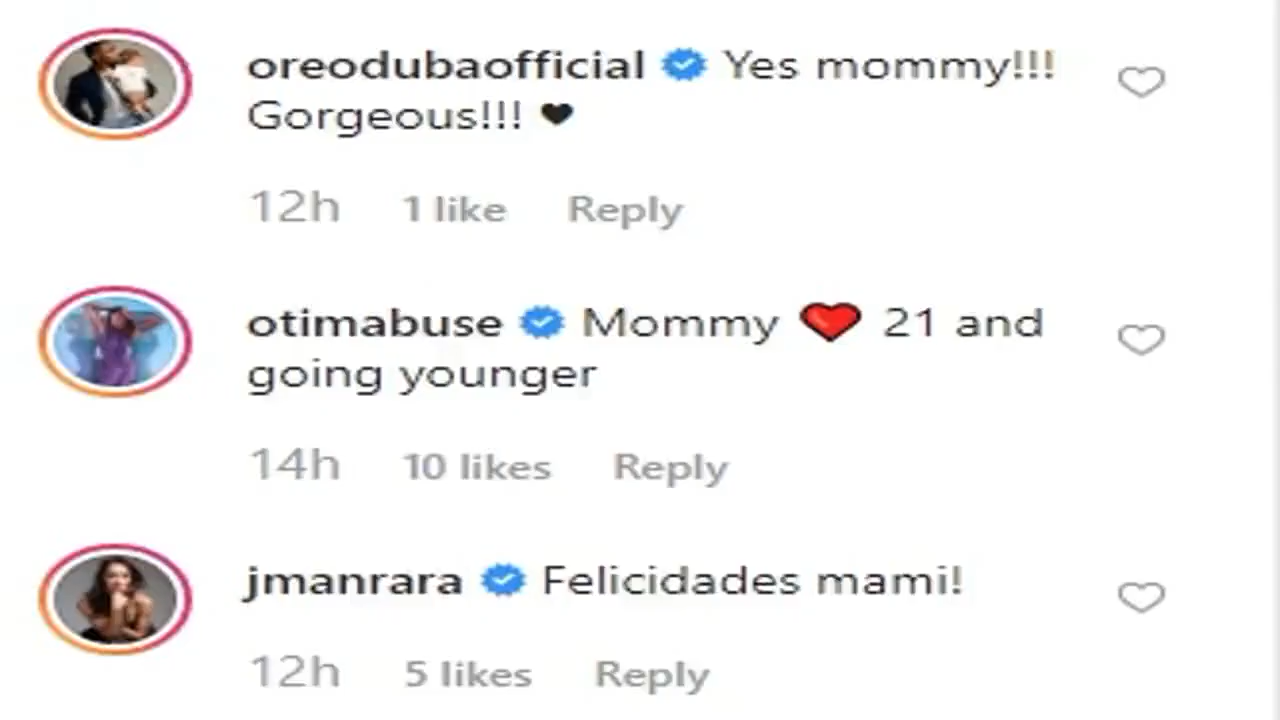 oreodubaofficial Yes mommy!!!
Gorgeous!!! 🖤
12h 1 like Reply
otimabuse Mommy ❤️ 21 and
going younger
14h 10 likes Reply
jmanrara Felicidades mami!
12h 5 likes Reply